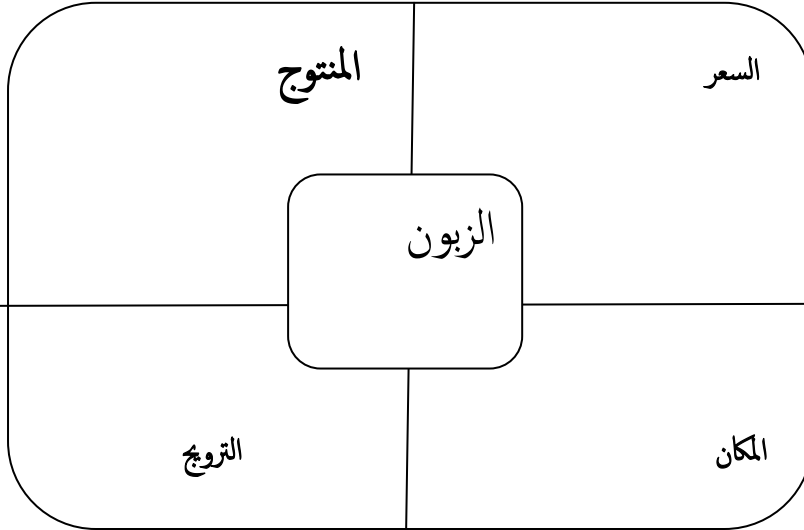 السعر
المنتوج
الزبون
المكان
الترويج